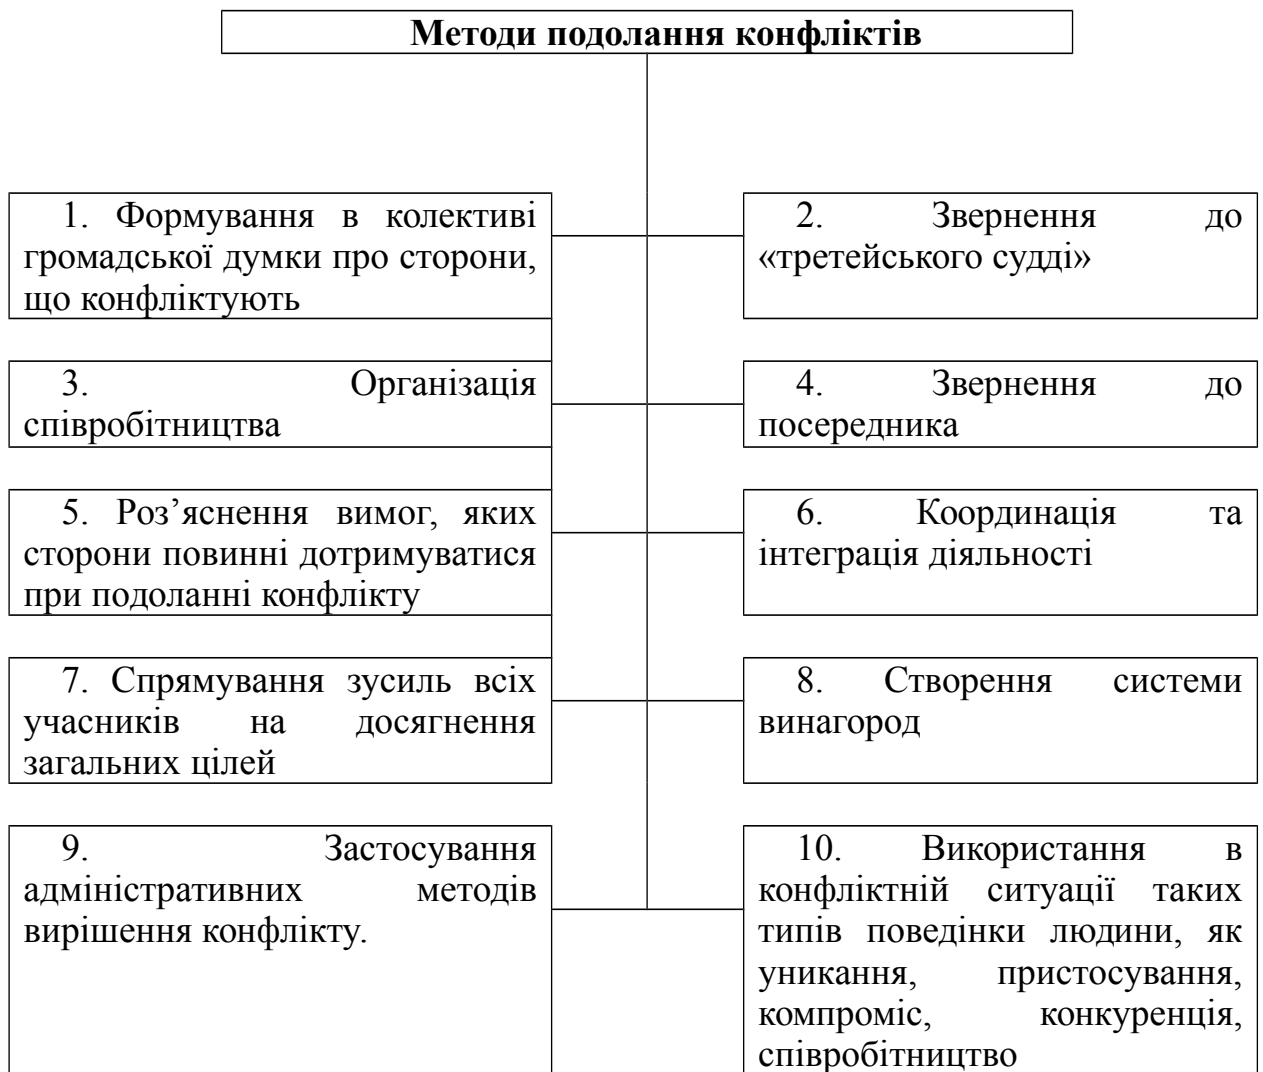 Методи подолання конфліктів
1. Формування в колективі
громадської думки про сторони,
що конфліктують
2. Звернення до
«третейського судді»
3. Організація
співробітництва
4. Звернення до
посередника
5. Роз’яснення вимог, яких
сторони повинні дотримуватися
при подоланні конфлікту
6. Координація та
інтеграція діяльності
7. Спрямування зусиль всіх
учасників на досягнення
загальних цілей
8. Створення системи
винагород
9. Застосування
адміністративних методів
вирішення конфлікту.
10. Використання в
конфліктній ситуації таких
типів поведінки людини, як
уникання, пристосування,
компроміс, конкуренція,
співробітництво